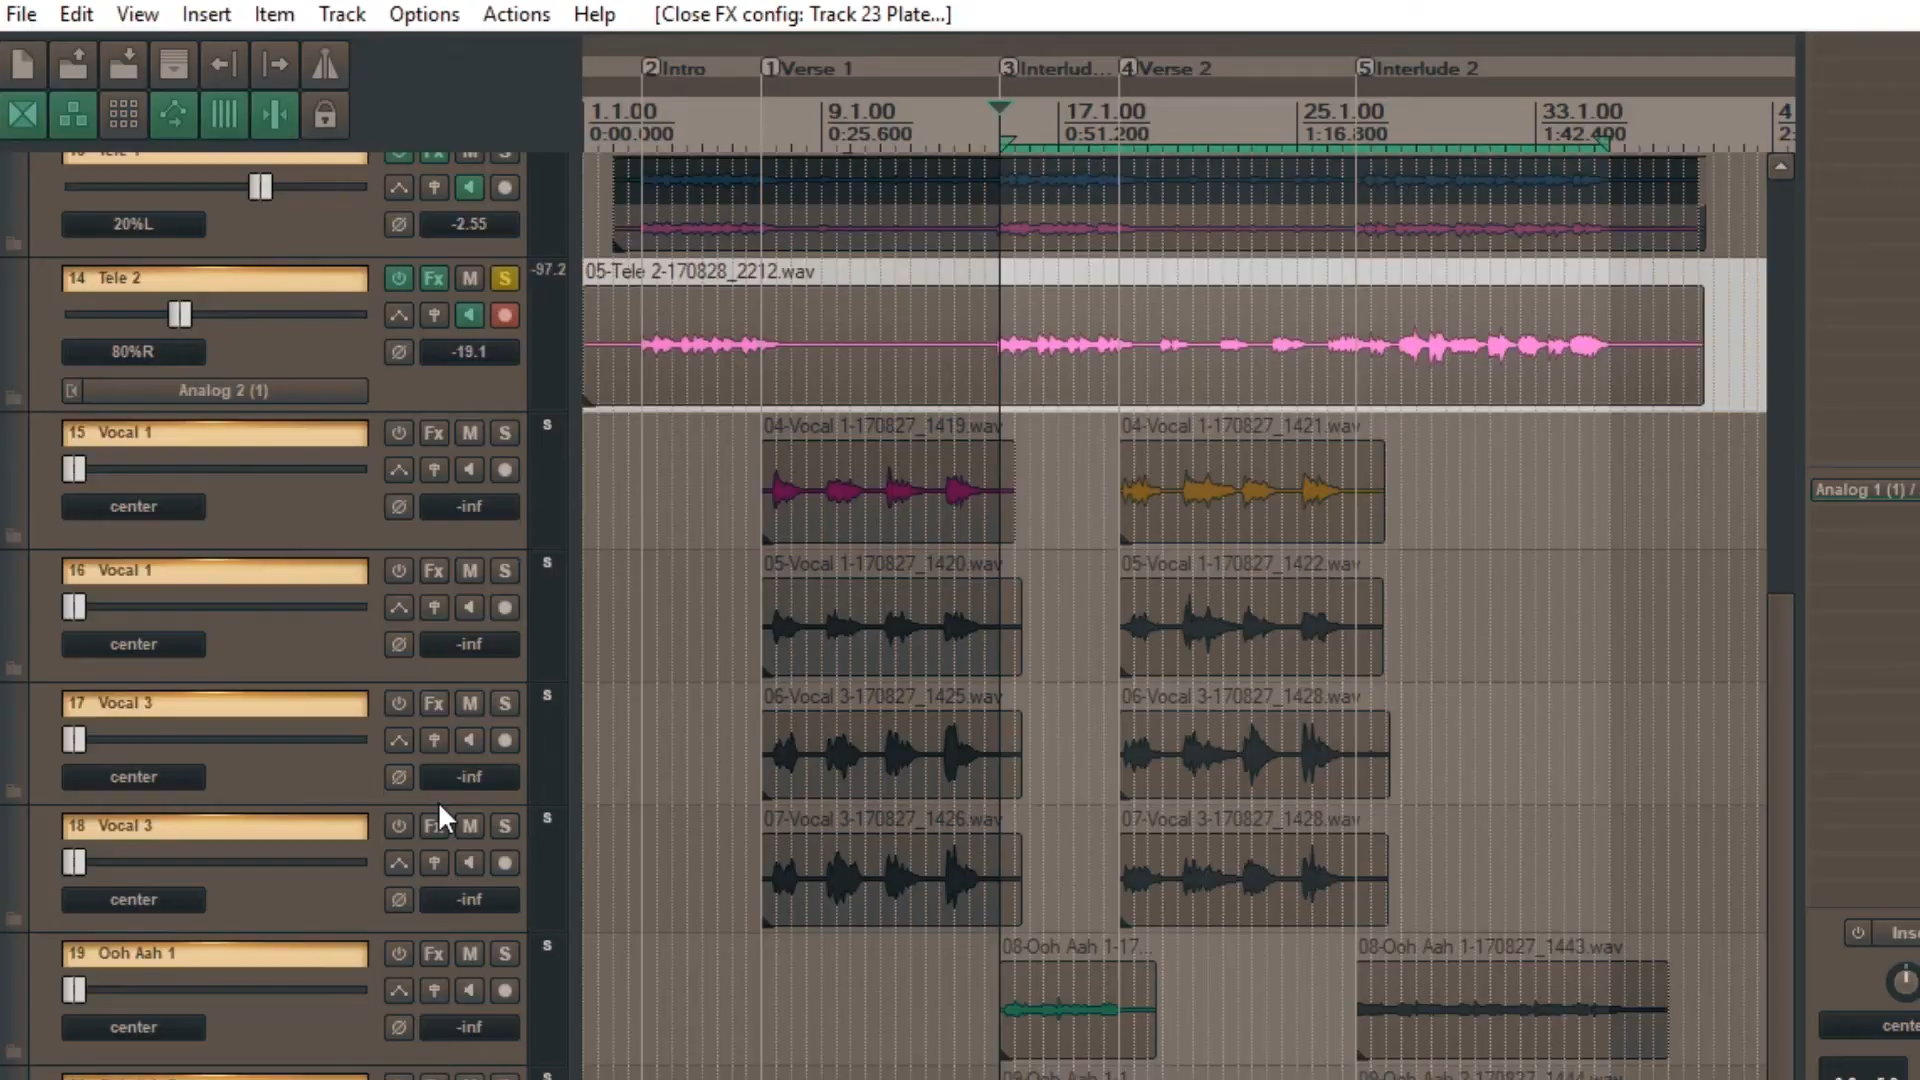 File Edit View Insert Item Track Options Actions Help [Close FX config: Track 23 Plate...]
2 Intro 1 Verse 1 3 Interlud... 4 Verse 2 5 Interlude 2
1.1.00 9.1.00 17.1.00 25.1.00 33.1.00 4
0:00.000 0:25.600 0:51.200 1:16.800 1:42.400
20%L Ø -2.55
14 Tele 2 Fx M S -97.2 05-Tele 2-170828_2212.wav
80%R Ø -19.1
Analog 2 (1)
15 Vocal 1 Fx M S S 04-Vocal 1-170827_1419.wav 04-Vocal 1-170827_1421.wav
center Ø -inf
Analog 1 (1) /
16 Vocal 1 Fx M S S 05-Vocal 1-170827_1420.wav 05-Vocal 1-170827_1422.wav
center Ø -inf
17 Vocal 3 Fx M S S 06-Vocal 3-170827_1425.wav 06-Vocal 3-170827_1428.wav
center Ø -inf
18 Vocal 3 M S S 07-Vocal 3-170827_1426.wav 07-Vocal 3-170827_1428.wav
center Ø -inf
19 Ooh Aah 1 Fx M S S 08-Ooh Aah 1-17... 08-Ooh Aah 1-170827_1443.wav
center Ø -inf